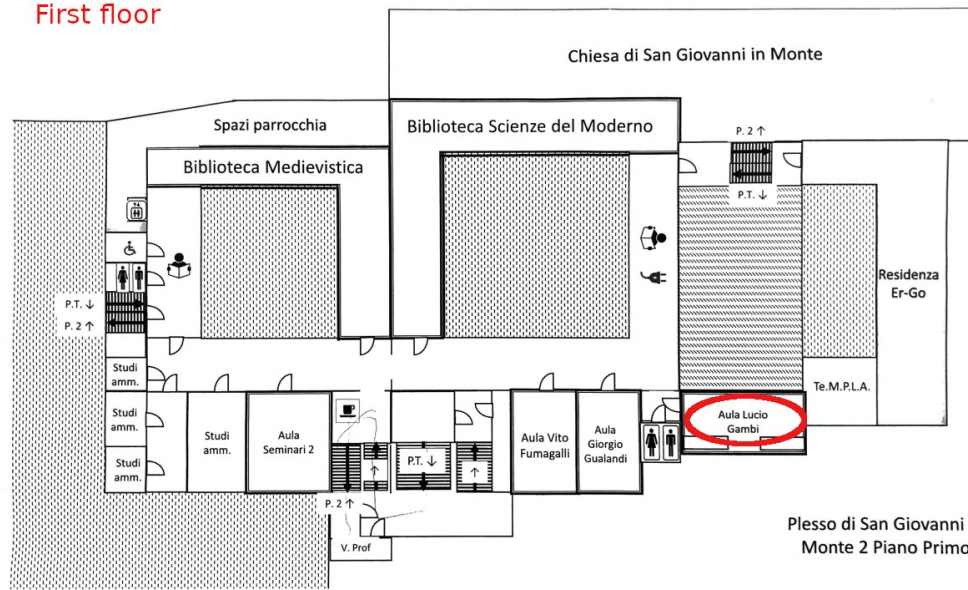 First floor
Chiesa di San Giovanni in Monte
Spazi parrocchia
Biblioteca Scienze del Moderno
P. 2 ↑
Biblioteca Medievistica
P.T. ↓
Residenza
Er-Go
P.T. ↓
P. 2 ↑
Studi
amm.
Te.M.P.L.A.
Studi
amm.
Studi
amm.
Aula
Seminari 2
Aula Vito
Fumagalli
Aula
Giorgio
Gualandi
Aula Lucio
Gambi
Studi
amm.
↑
P.T. ↓
↑
P. 2 ↑
V. Prof
Plesso di San Giovanni
Monte 2 Piano Primo